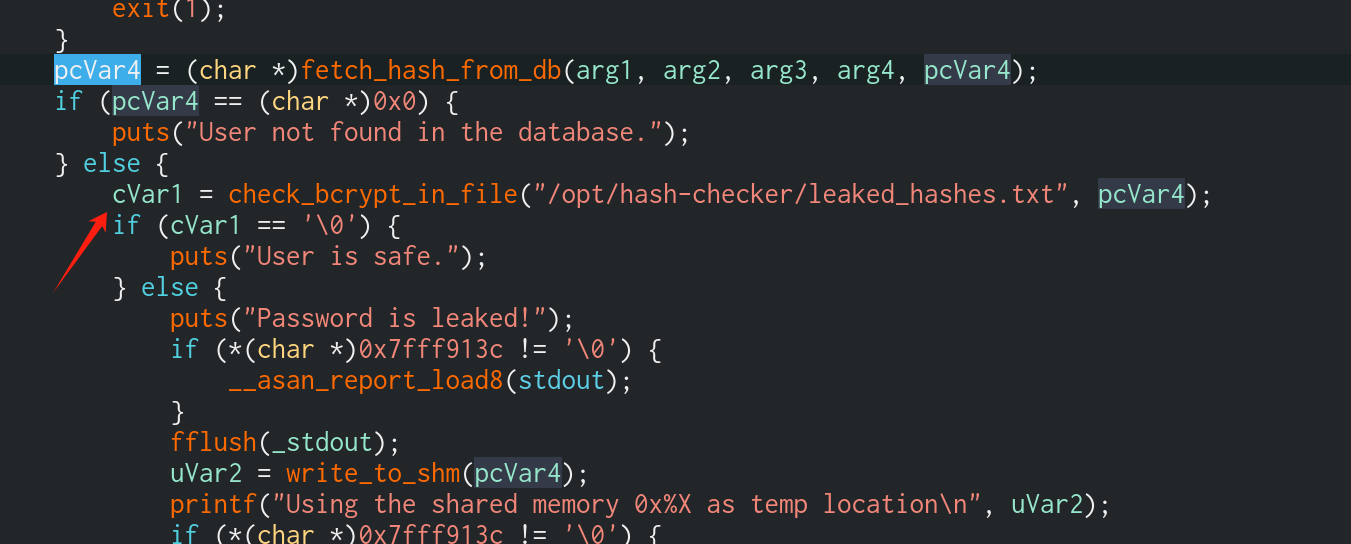 exit(1);
}
pcVar4 = (char *)fetch_hash_from_db(arg1, arg2, arg3, arg4, pcVar4);
if (pcVar4 == (char *)0x0) {
puts("User not found in the database.");
} else {
cVar1 = check_bcrypt_in_file("/opt/hash-checker/leaked_hashes.txt", pcVar4);
if (cVar1 == '\0') {
puts("User is safe.");
} else {
puts("Password is leaked!");
if (*(char *)0x7fff913c != '\0') {
__asan_report_load8(stdout);
}
fflush(_stdout);
uVar2 = write_to_shm(pcVar4);
printf("Using the shared memory 0x%X as temp location\n", uVar2);
if (*(char *)0x7fff913c != '\0') {